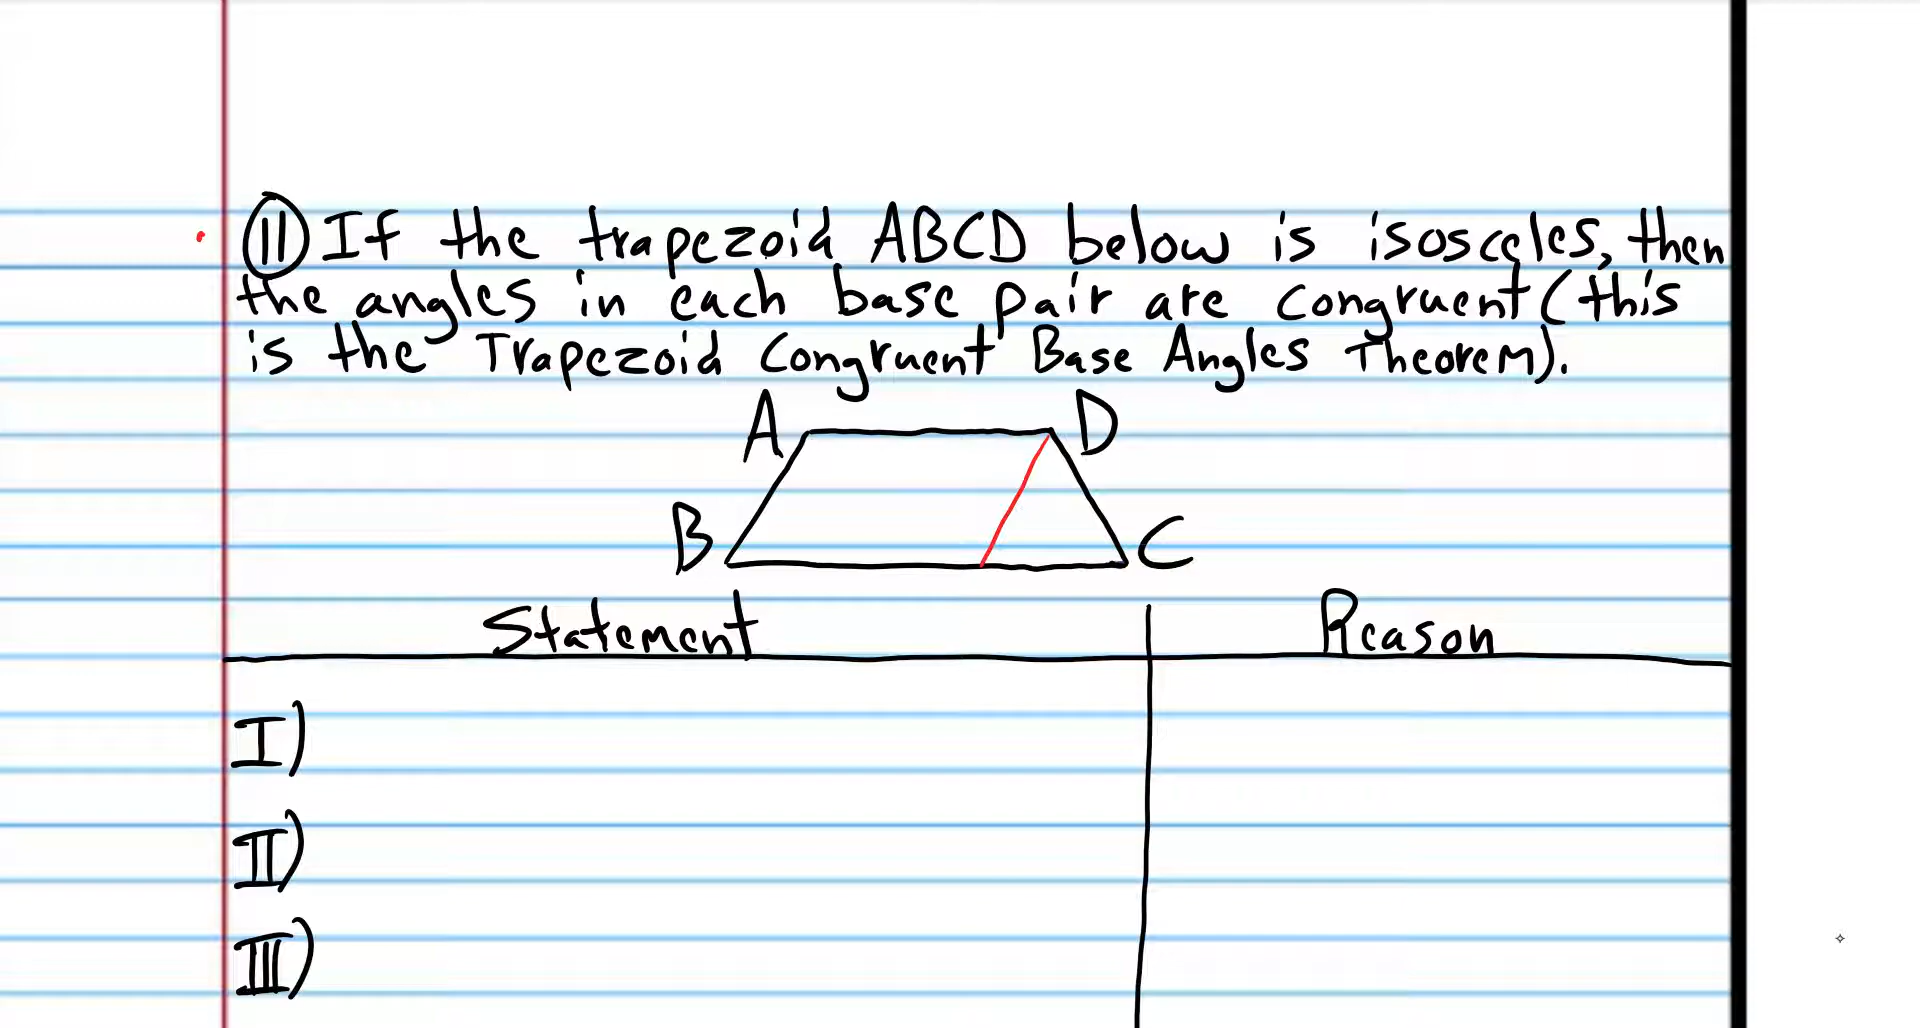 ⑪ If the trapezoid ABCD below is isosceles, then
the angles in each base pair are congruent (this
is the Trapezoid Congruent Base Angles Theorem).
A D
B C
Statement Reason
I)
II)
III)